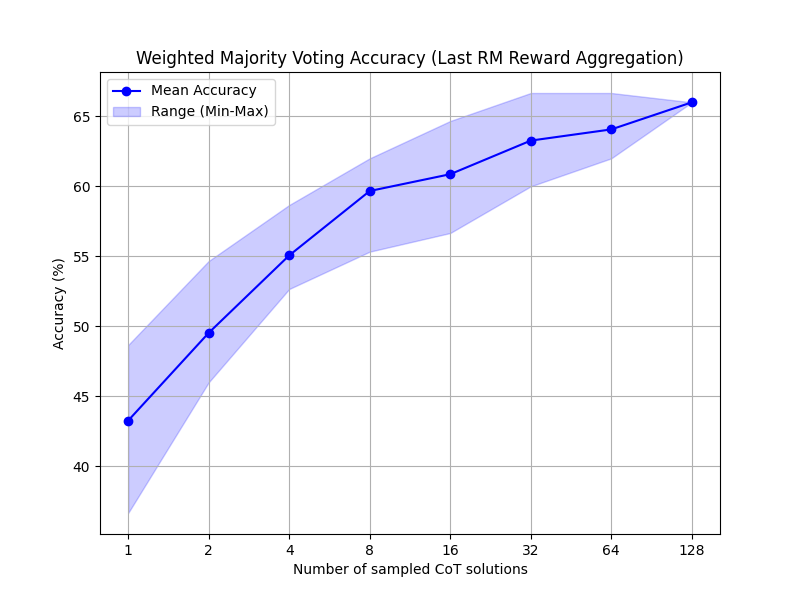 Weighted Majority Voting Accuracy (Last RM Reward Aggregation)
Mean Accuracy
Range (Min-Max)
Accuracy (%)
65
60
55
50
45
40
1 2 4 8 16 32 64 128
Number of sampled CoT solutions